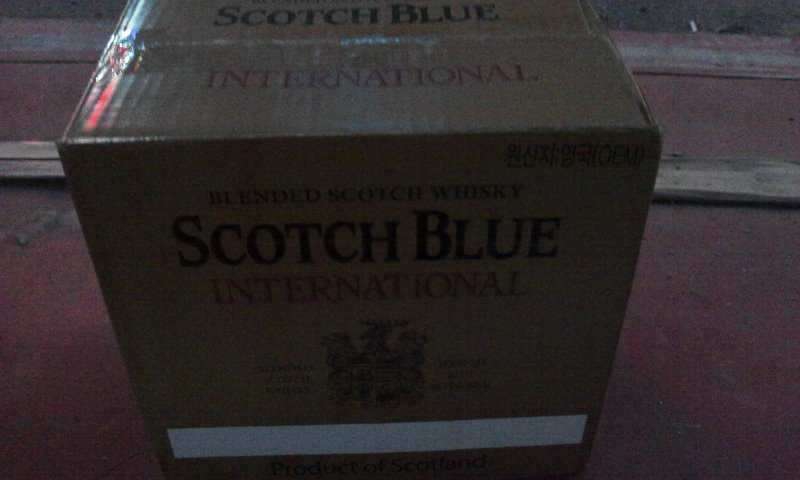 SCOTCH BLUE
INTERNATIONAL
원산지:영국(OEM)
BLENDED SCOTCH WHISKY
SCOTCH BLUE
INTERNATIONAL
Product of Scotland